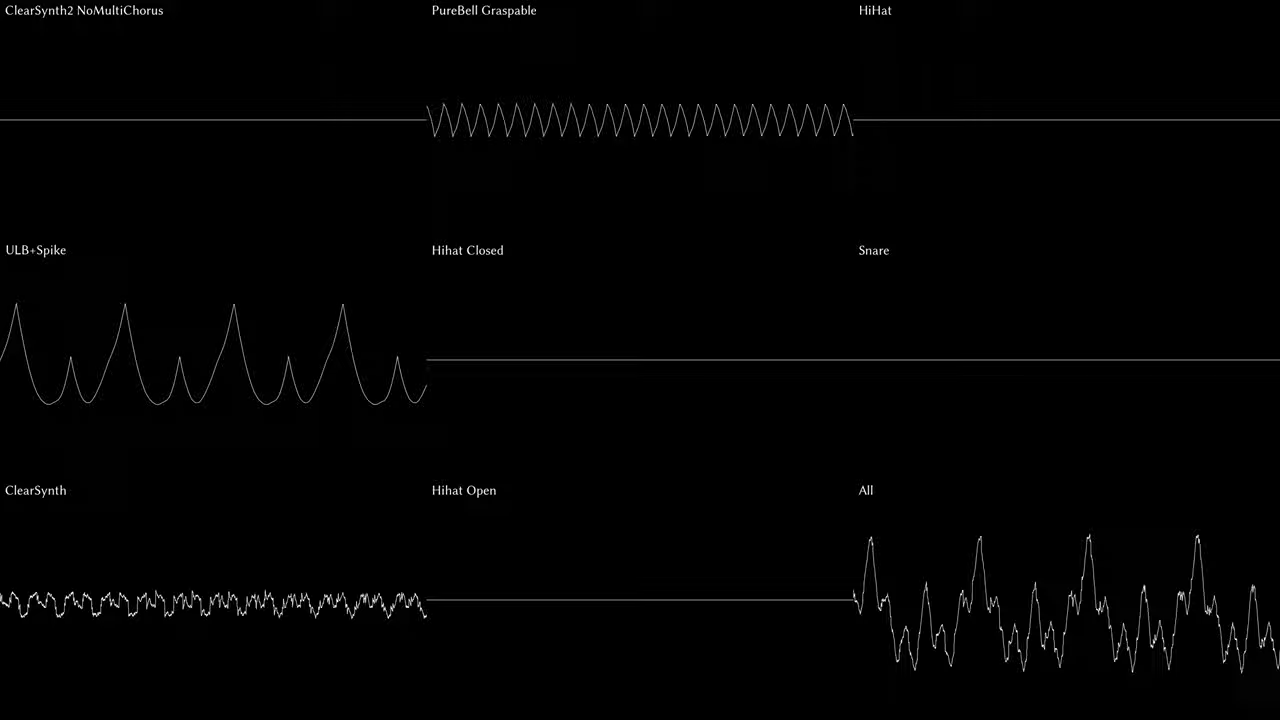 ClearSynth2 NoMultiChorus
PureBell Graspable
HiHat
ULB+Spike
Hihat Closed
Snare
ClearSynth
Hihat Open
All